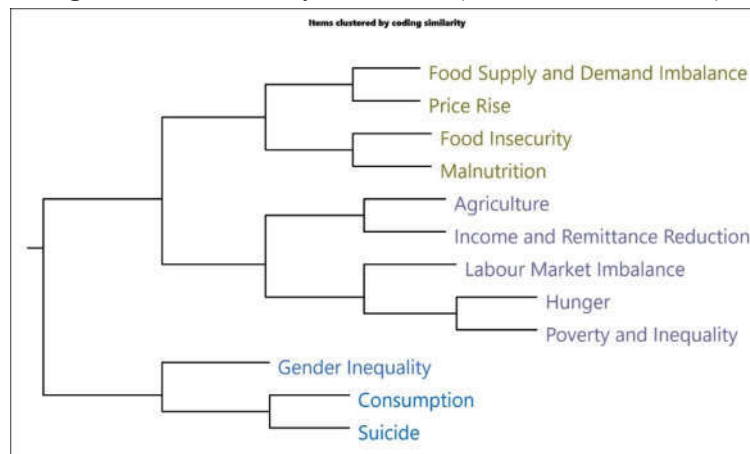 Items clustered by coding similarity
Food Supply and Demand Imbalance
Price Rise
Food Insecurity
Malnutrition
Agriculture
Income and Remittance Reduction
Labour Market Imbalance
Hunger
Poverty and Inequality
Gender Inequality
Consumption
Suicide